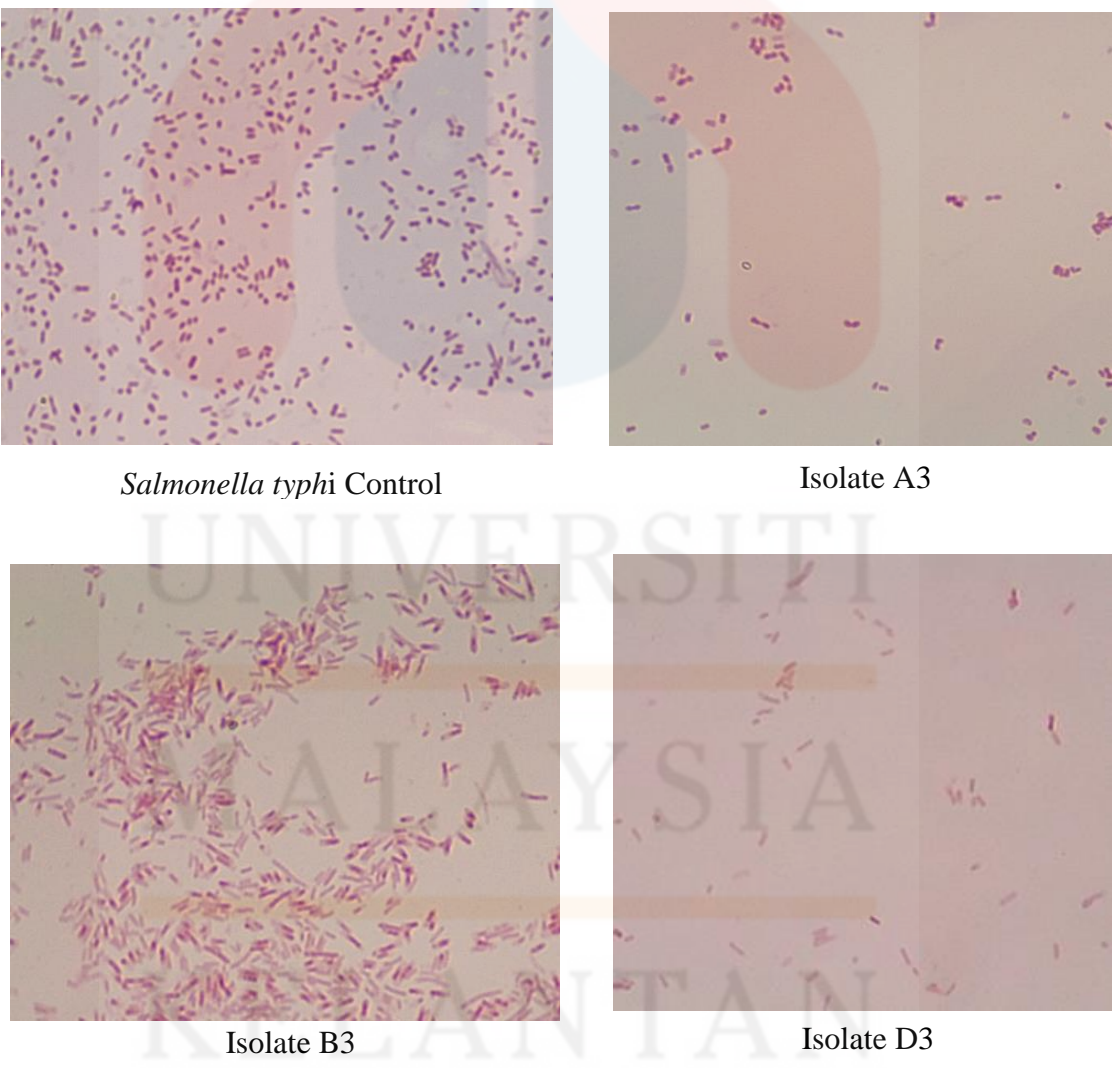 Salmonella typhi Control
Isolate A3
UNIVERSITI
MALAYSIA
Isolate B3
Isolate D3
KELANTAN